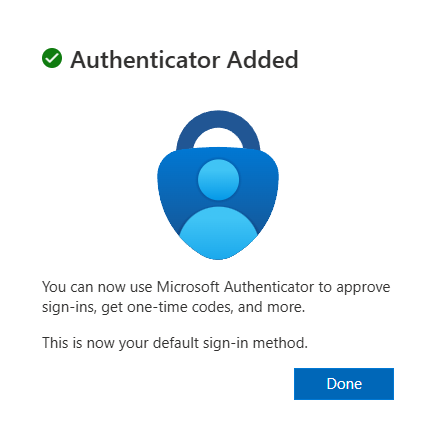 Authenticator Added
You can now use Microsoft Authenticator to approve
sign-ins, get one-time codes, and more.
This is now your default sign-in method.
Done